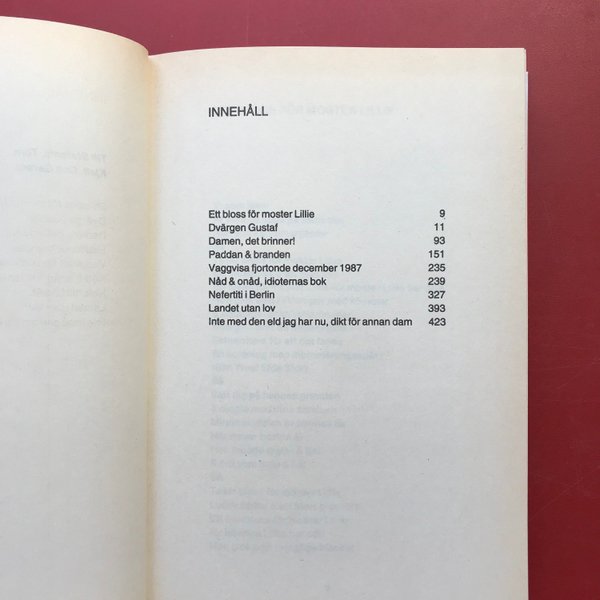 INNEHÅLL
Ett bloss för moster Lillie 9
Dvärgen Gustaf 11
Damen, det brinner! 93
Paddan & branden 151
Vaggvisa fjortonde december 1987 235
Nåd & onåd, idioternas bok 239
Nefertiti i Berlin 327
Landet utan lov 393
Inte med den eld jag har nu, dikt för annan dam 423